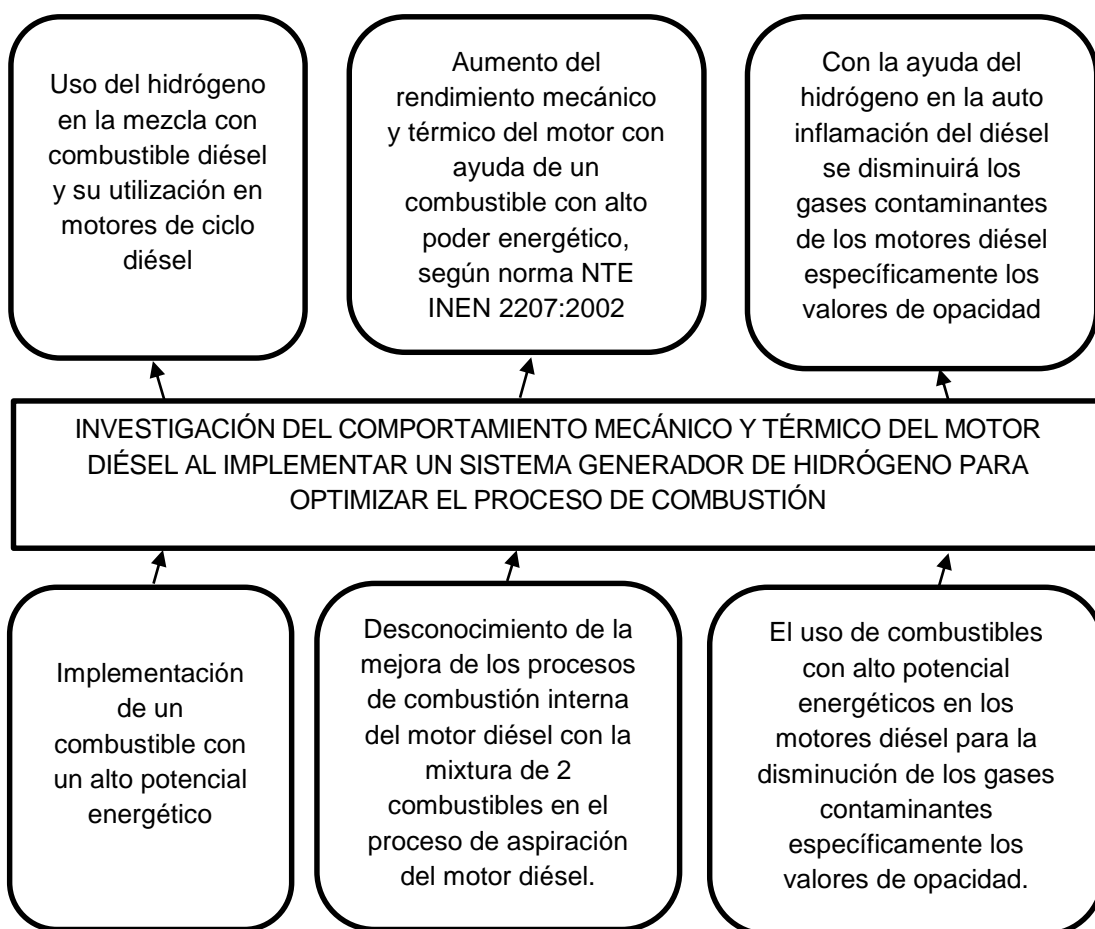 Uso del hidrógeno
en la mezcla con
combustible diésel
y su utilización en
motores de ciclo
diésel
Aumento del
rendimiento mecánico
y térmico del motor con
ayuda de un
combustible con alto
poder energético,
según norma NTE
INEN 2207:2002
Con la ayuda del
hidrógeno en la auto
inflamación del diésel
se disminuirá los
gases contaminantes
de los motores diésel
específicamente los
valores de opacidad
INVESTIGACIÓN DEL COMPORTAMIENTO MECÁNICO Y TÉRMICO DEL MOTOR
DIÉSEL AL IMPLEMENTAR UN SISTEMA GENERADOR DE HIDRÓGENO PARA
OPTIMIZAR EL PROCESO DE COMBUSTIÓN
Implementación
de un
combustible con
un alto potencial
energético
Desconocimiento de la
mejora de los procesos
de combustión interna
del motor diésel con la
mixtura de 2
combustibles en el
proceso de aspiración
del motor diésel.
El uso de combustibles
con alto potencial
energéticos en los
motores diésel para la
disminución de los gases
contaminantes
específicamente los
valores de opacidad.